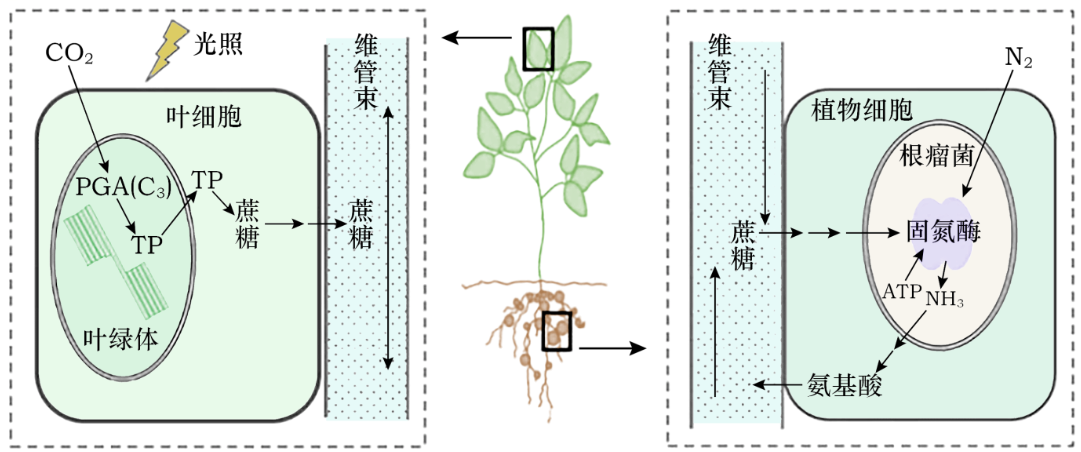 CO₂
光照
维管束
叶细胞
PGA(C₃)
TP
TP
蔗糖
蔗糖
叶绿体
维管束
N₂
植物细胞
根瘤菌
蔗糖
固氮酶
ATP
NH₃
氨基酸